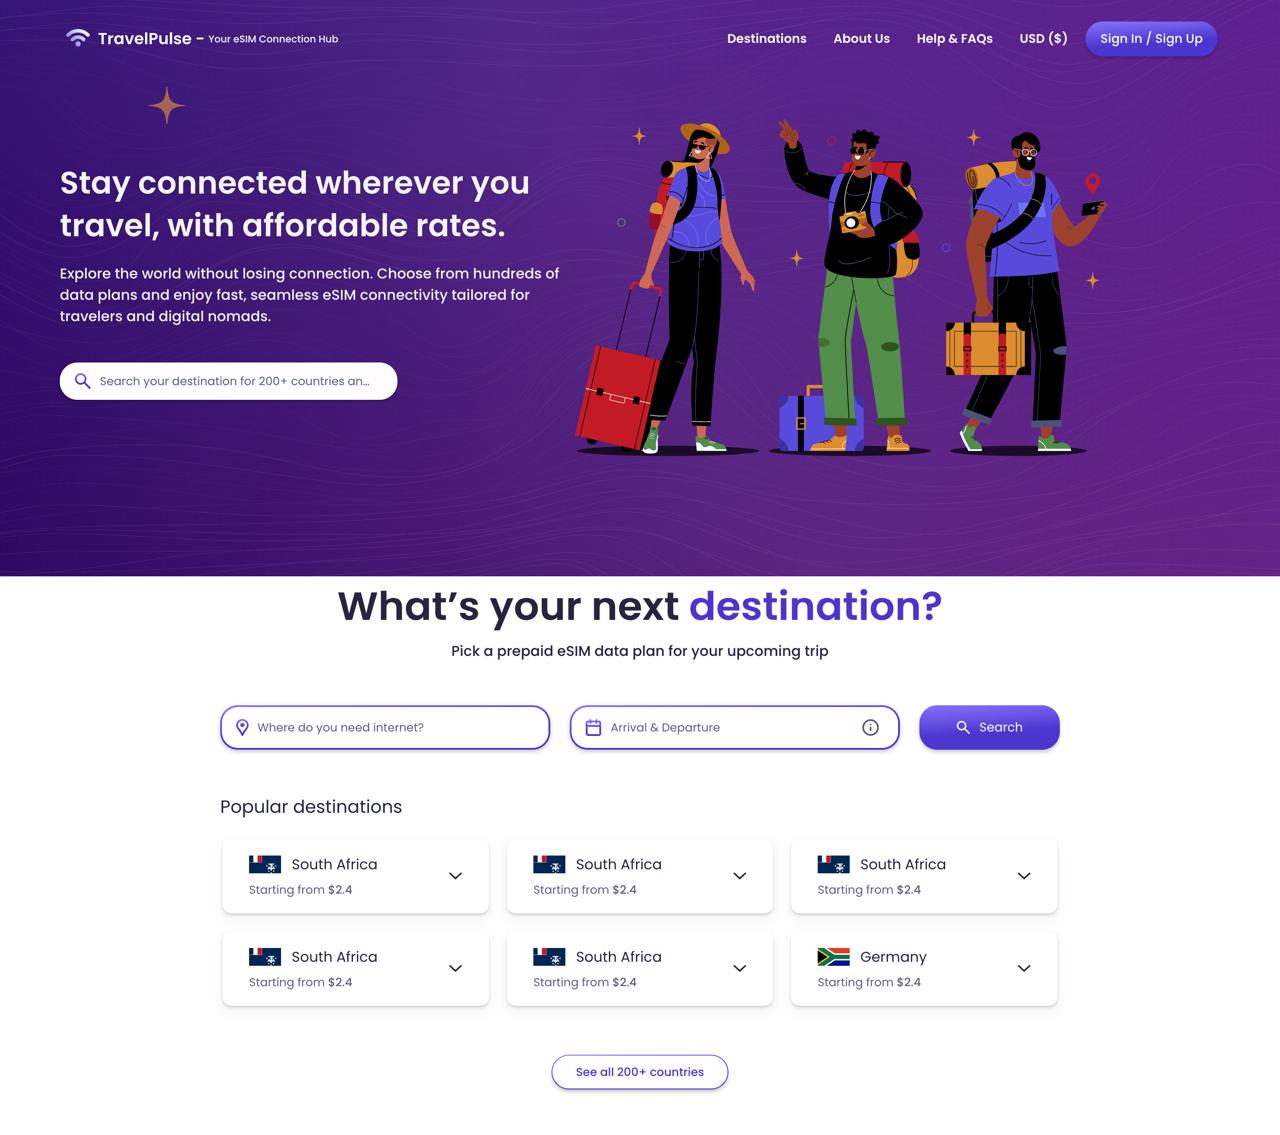 TravelPulse - Your eSIM Connection Hub
Destinations
About Us
Help & FAQs
USD ($)
Sign In / Sign Up
Stay connected wherever you
travel, with affordable rates.
Explore the world without losing connection. Choose from hundreds of
data plans and enjoy fast, seamless eSIM connectivity tailored for
travelers and digital nomads.
Search your destination for 200+ countries an...
What's your next destination?
Pick a prepaid eSIM data plan for your upcoming trip
Where do you need internet?
Arrival & Departure
Search
Popular destinations
South Africa
Starting from $2.4
South Africa
Starting from $2.4
South Africa
Starting from $2.4
South Africa
Starting from $2.4
South Africa
Starting from $2.4
Germany
Starting from $2.4
See all 200+ countries